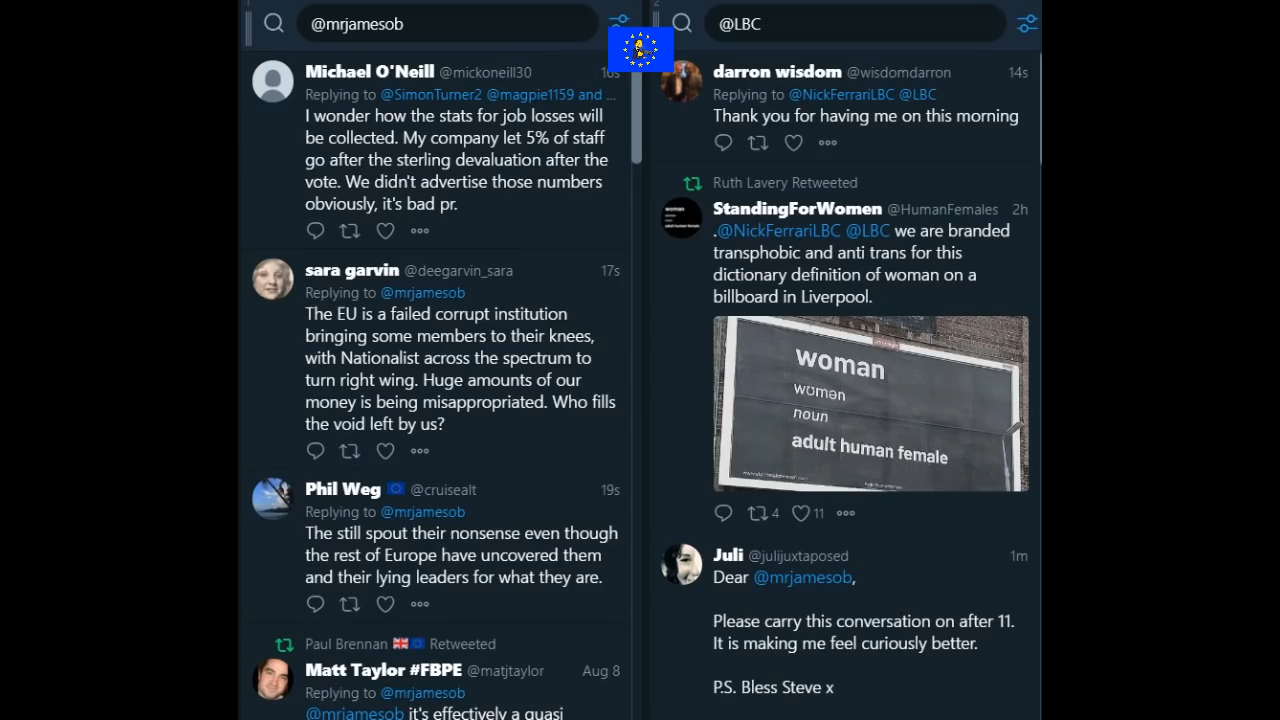 1
@mrjamesob
Michael O'Neill @mickoneill30 16s
Replying to @SimonTurner2 @magpie1159 and ...
I wonder how the stats for job losses will
be collected. My company let 5% of staff
go after the sterling devaluation after the
vote. We didn't advertise those numbers
obviously, it's bad pr.
sara garvin @deegarvin_sara 17s
Replying to @mrjamesob
The EU is a failed corrupt institution
bringing some members to their knees,
with Nationalist across the spectrum to
turn right wing. Huge amounts of our
money is being misappropriated. Who fills
the void left by us?
Phil Weg @cruisealt 19s
Replying to @mrjamesob
The still spout their nonsense even though
the rest of Europe have uncovered them
and their lying leaders for what they are.
Paul Brennan Retweeted
Matt Taylor #FBPE @matjtaylor Aug 8
Replying to @mrjamesob
@mrjamesob it's effectively a quasi
2
@LBC
darron wisdom @wisdomdarron 14s
Replying to @NickFerrariLBC @LBC
Thank you for having me on this morning
Ruth Lavery Retweeted
StandingForWomen @HumanFemales 2h
.@NickFerrariLBC @LBC we are branded
transphobic and anti trans for this
dictionary definition of woman on a
billboard in Liverpool.
woman
wʊmən
noun
adult human female
4 11
Juli @julijuxtaposed 1m
Dear @mrjamesob,
Please carry this conversation on after 11.
It is making me feel curiously better.
P.S. Bless Steve x